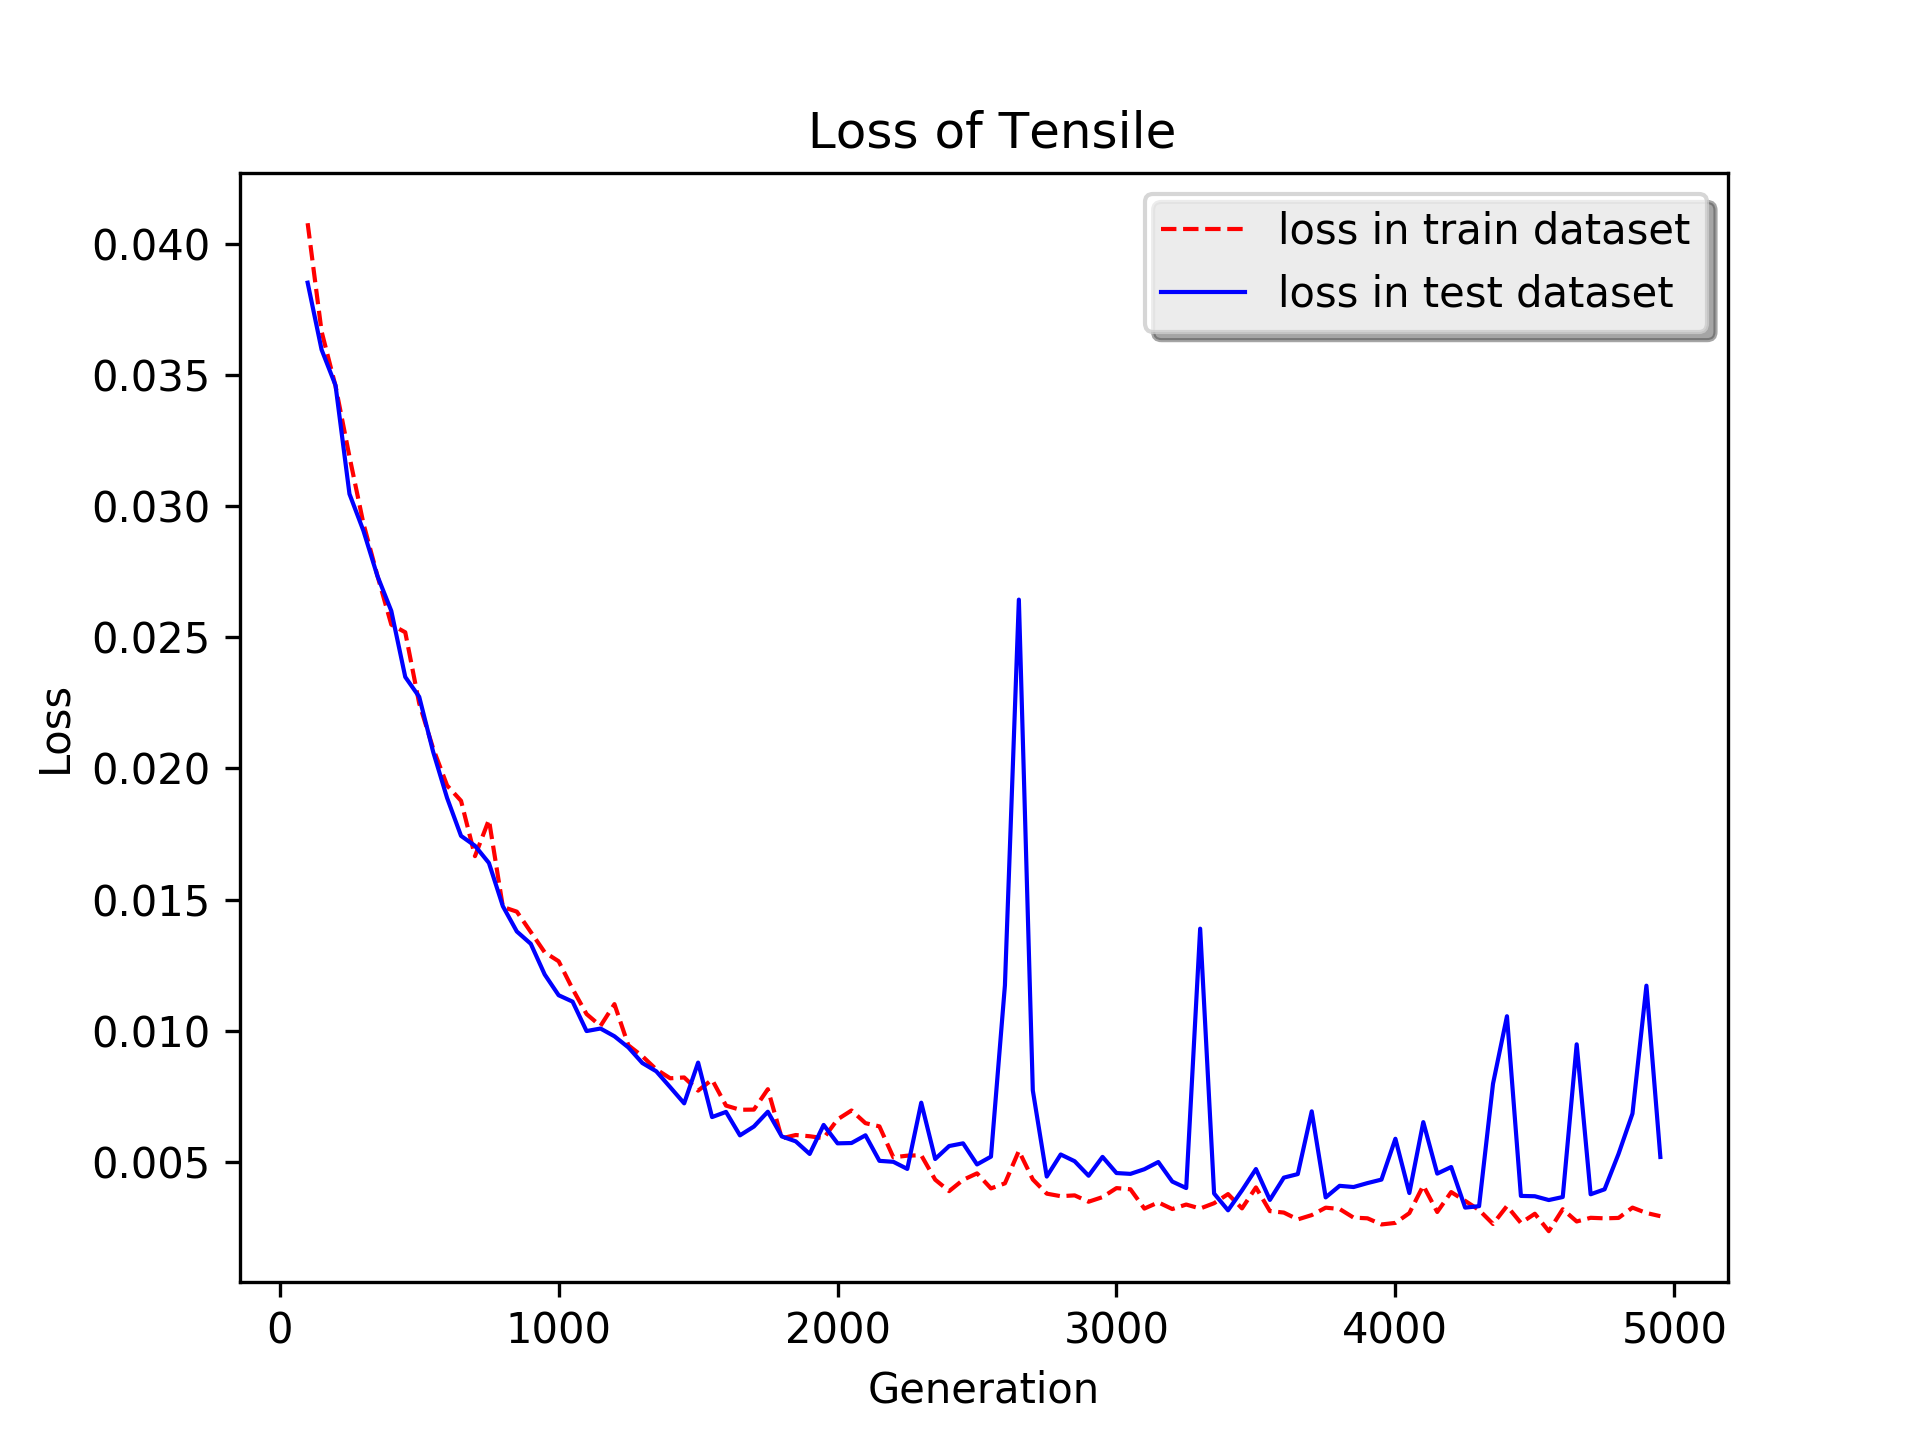 Loss of Tensile
loss in train dataset
loss in test dataset
0.040
0.035
0.030
0.025
0.020
0.015
0.010
0.005
Loss
0 1000 2000 3000 4000 5000
Generation